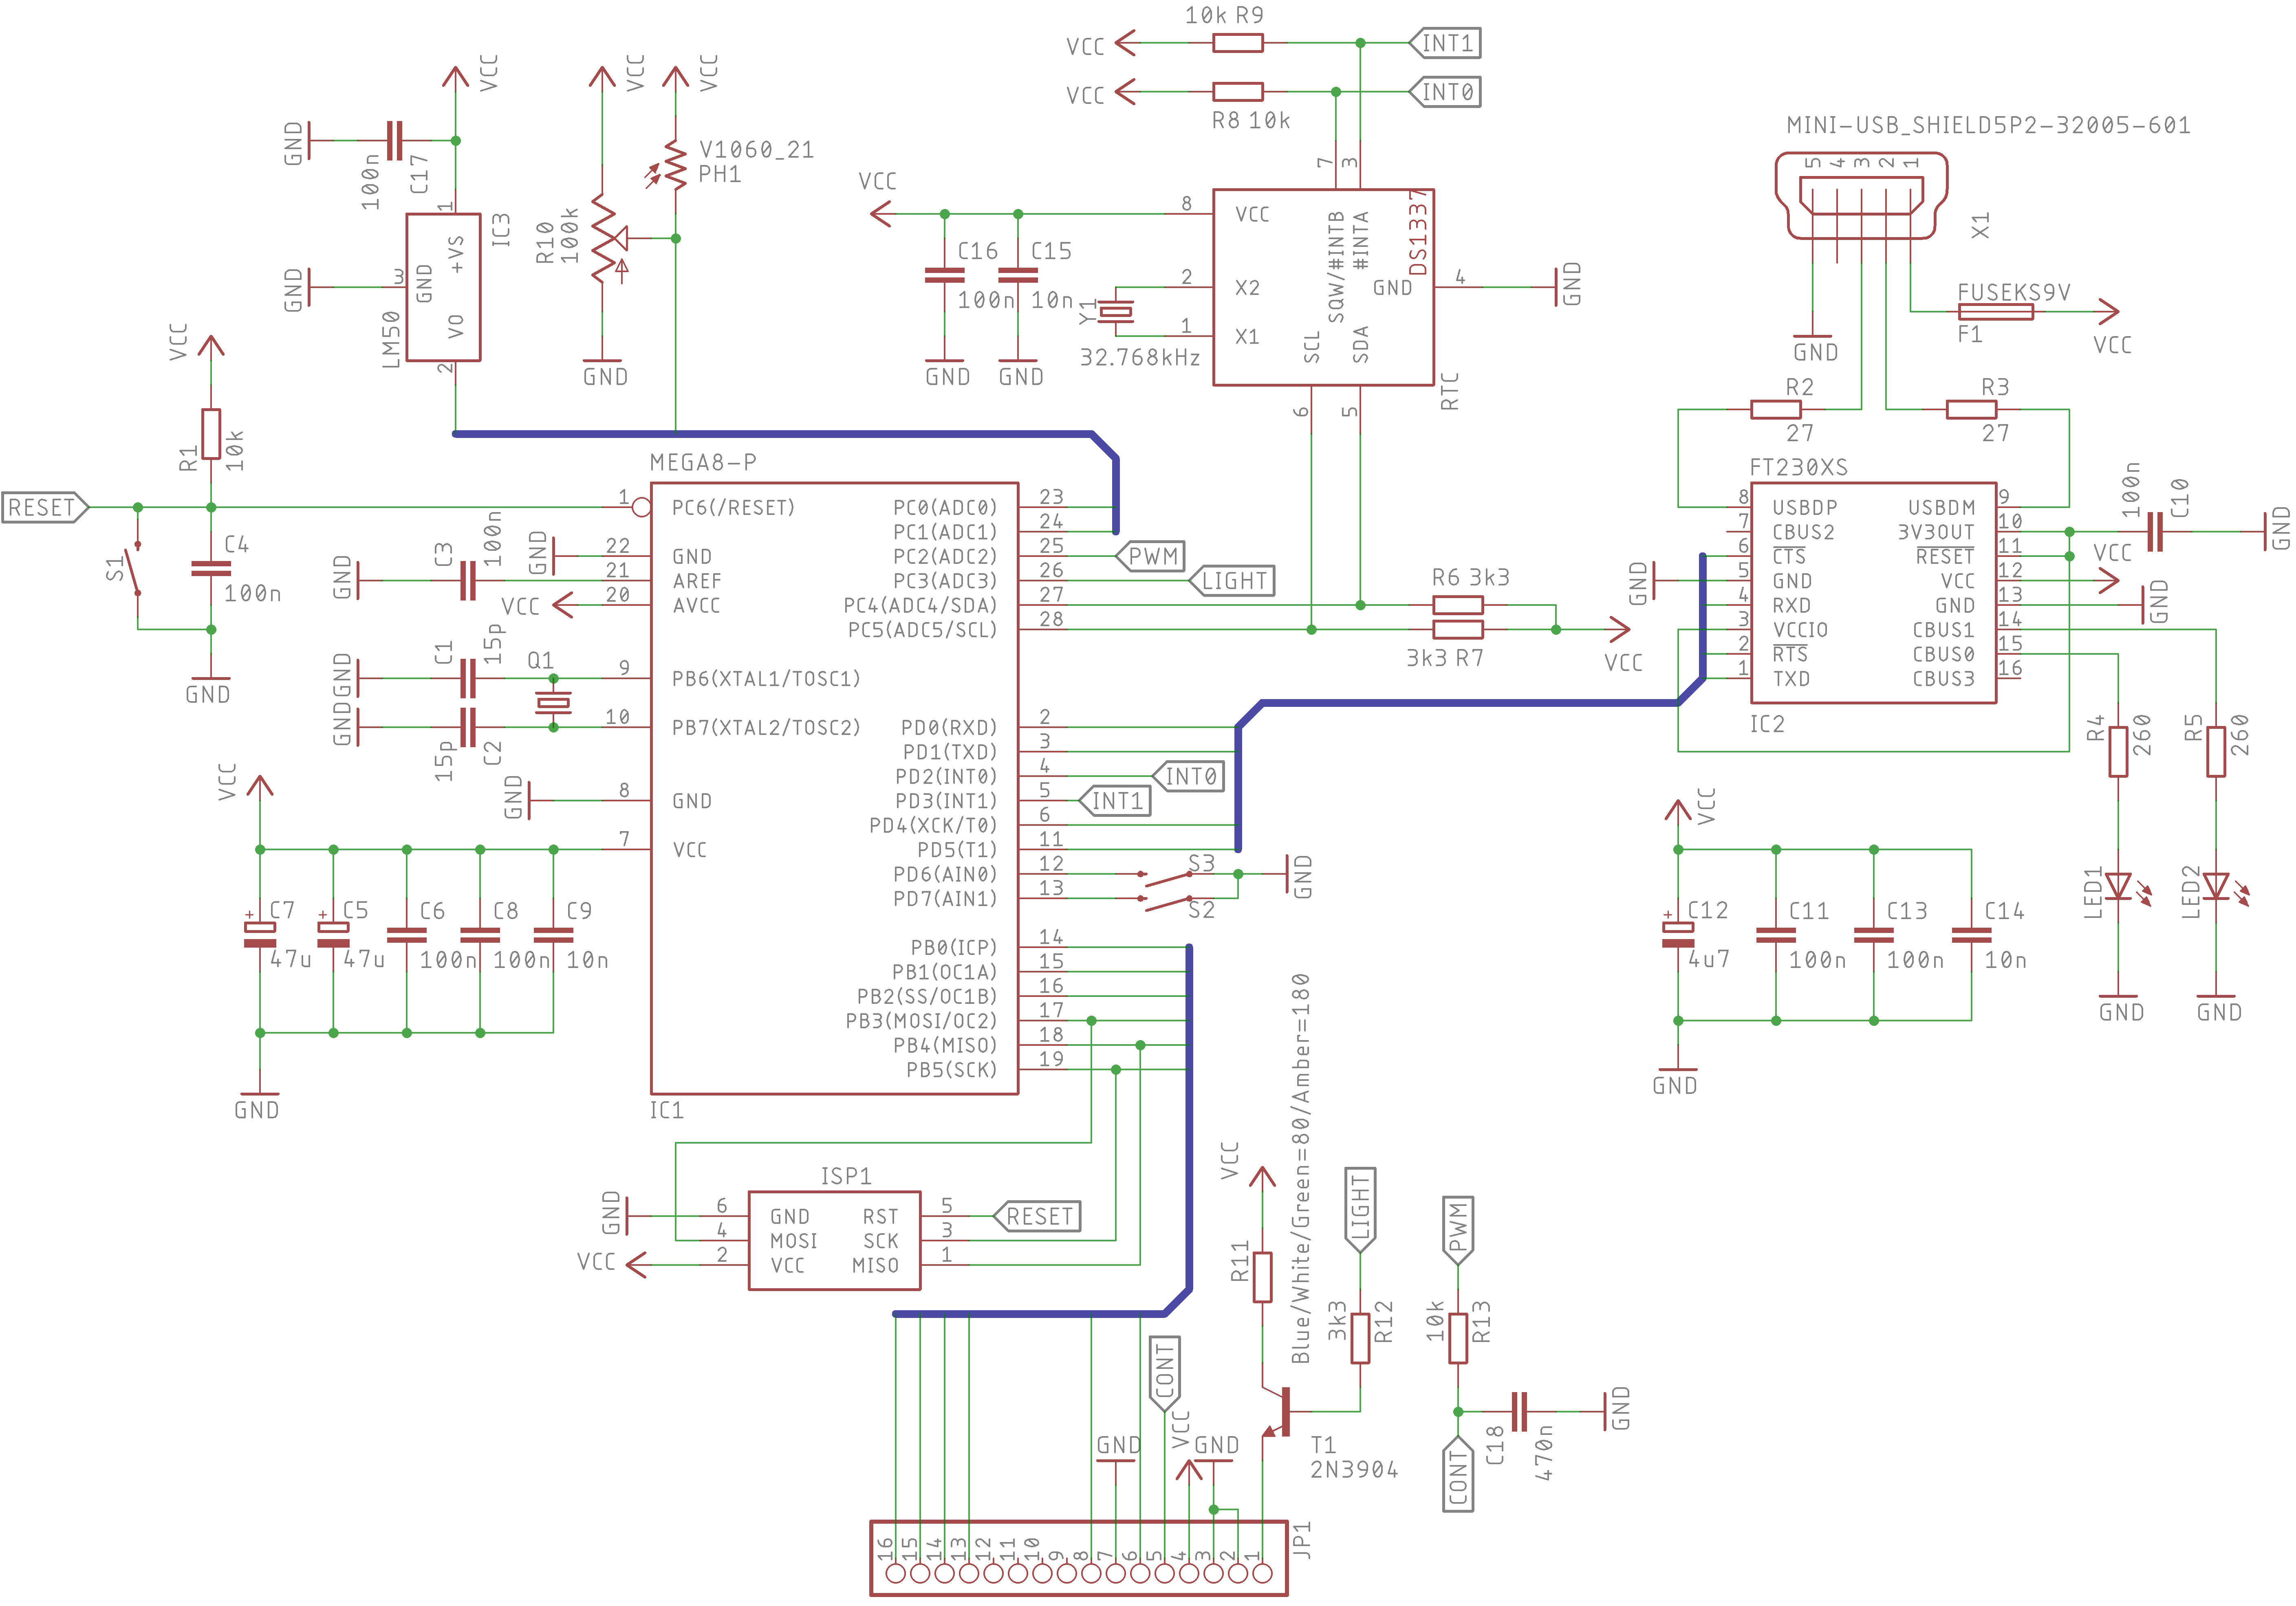 10k R9
VCC
INT1
VCC
INT0
R8 10k
VCC
VCC
VCC
GND
100n
C17
V1060_21
PH1
R10
100k
GND
1
IC3
+VS
GND
VO
3
GND
LM50
2
VCC
7
3
8
VCC
SQW/#INTB
#INTA
DS1337
C16
100n
C15
10n
GND
GND
2
X2
1
X1
Y1
32.768kHz
GND
4
GND
SCL
SDA
RTC
6
5
MINI-USB_SHIELD5P2-32005-601
5
4
3
2
1
X1
GND
FUSEKS9V
F1
VCC
R2
27
R3
27
VCC
R1
10k
RESET
S1
C4
100n
GND
MEGA8-P
1
PC6(/RESET)
22
GND
21
AREF
20
AVCC
9
PB6(XTAL1/TOSC1)
10
PB7(XTAL2/TOSC2)
8
GND
7
VCC
GND
C3
100n
GND
VCC
GND
C1
15p
Q1
GND
15p
C2
GND
PC0(ADC0)
23
PC1(ADC1)
24
PC2(ADC2)
25
PWM
PC3(ADC3)
26
LIGHT
PC4(ADC4/SDA)
27
PC5(ADC5/SCL)
28
R6 3k3
3k3 R7
VCC
PD0(RXD)
2
PD1(TXD)
3
PD2(INT0)
4
INT0
PD3(INT1)
5
INT1
PD4(XCK/T0)
6
PD5(T1)
11
PD6(AIN0)
12
PD7(AIN1)
13
S3
S2
GND
PB0(ICP)
14
PB1(OC1A)
15
PB2(SS/OC1B)
16
PB3(MOSI/OC2)
17
PB4(MISO)
18
PB5(SCK)
19
IC1
FT230XS
8
USBDP
7
CBUS2
6
CTS
5
GND
4
RXD
3
VCCIO
2
RTS
1
TXD
GND
USBDM
9
3V3OUT
10
RESET
11
VCC
12
GND
13
CBUS1
14
CBUS0
15
CBUS3
16
IC2
100n
C10
GND
VCC
GND
R4
260
R5
260
LED1
LED2
GND
GND
VCC
C7
47u
C5
47u
C6
100n
C8
100n
C9
10n
GND
VCC
C12
4u7
C11
100n
C13
100n
C14
10n
GND
ISP1
GND
6
GND
RST
5
RESET
4
MOSI
SCK
3
VCC
2
VCC
MISO
1
VCC
R11
Blue/White/Green=80/Amber=180
LIGHT
3k3
R12
PWM
10k
R13
CONT
C18
470n
GND
T1
2N3904
CONT
GND
VCC
GND
JP1
16
15
14
13
12
11
10
9
8
7
6
5
4
3
2
1